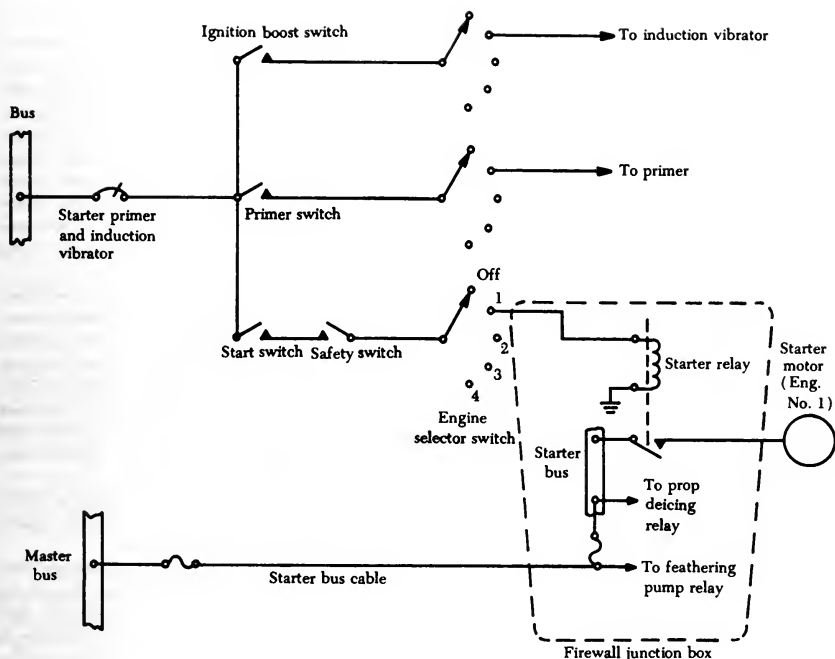 Ignition boost switch
To induction vibrator
Bus
To primer
Starter primer
and induction
vibrator
Primer switch
Off
1
2
3
4
Start switch
Safety switch
Engine
selector switch
Starter relay
Starter
motor
(Eng.
No. 1)
Starter
bus
To prop
deicing
relay
Master
bus
Starter bus cable
To feathering
pump relay
Firewall junction box